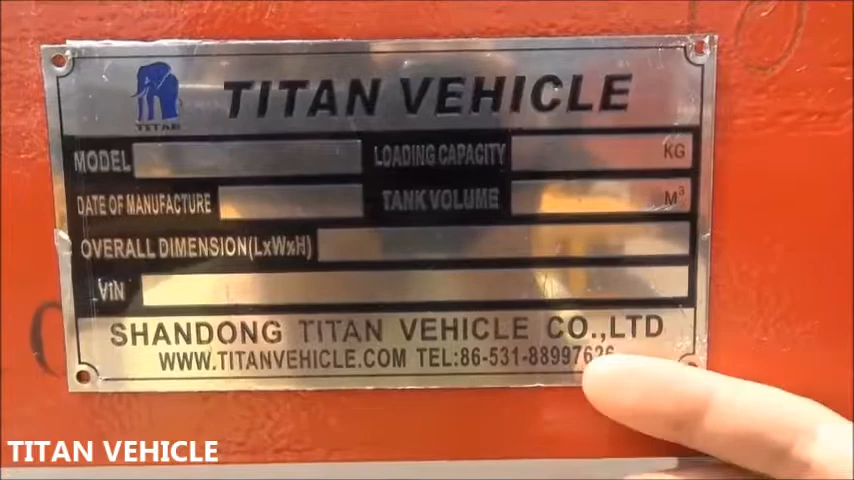 TITAN
TITAN VEHICLE
MODEL
LOADING CAPACITY
KG
DATE OF MANUFACTURE
TANK VOLUME
M³
OVERALL DIMENSION(LxWxH)
VIN
SHANDONG TITAN VEHICLE CO.,LTD
WWW.TITANVEHICLE.COM TEL:86-531-88997626
TITAN VEHICLE